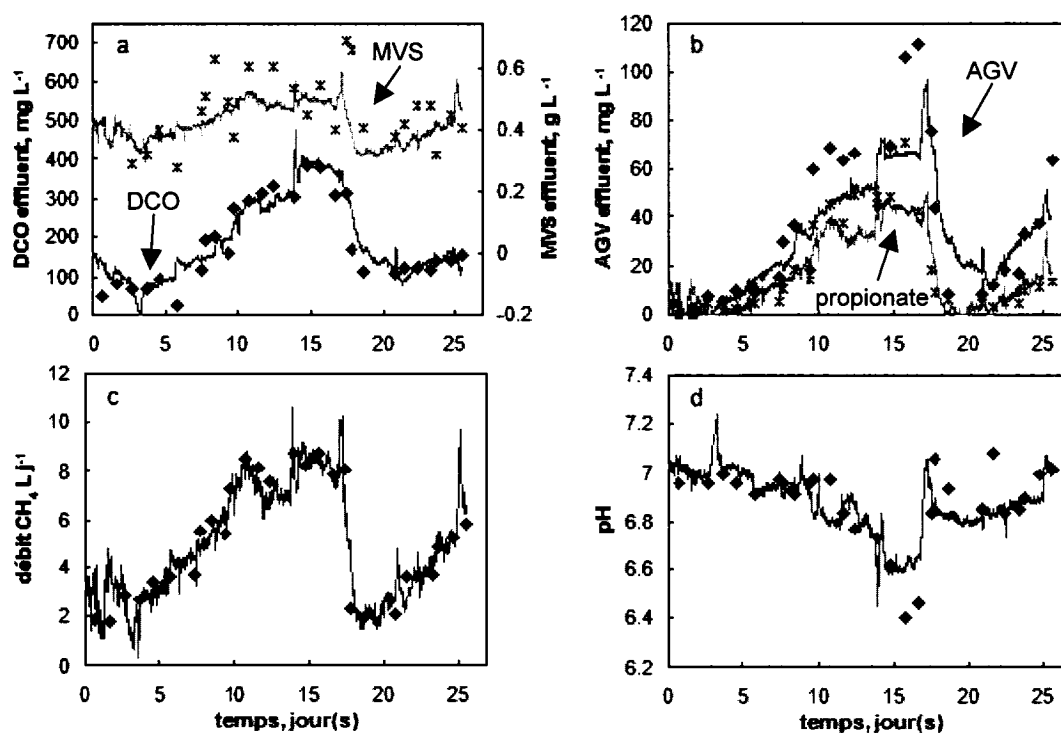 a
MVS
DCO
DCO effluent, mg L⁻¹
700
600
500
400
300
200
100
0
MVS effluent, g L⁻¹
0.6
0.4
0.2
0
-0.2
0 5 10 15 20 25
b
AGV
propionate
AGV effluent, mg L⁻¹
120
100
80
60
40
20
0
0 5 10 15 20 25
c
débit CH₄ L j⁻¹
12
10
8
6
4
2
0
0 5 10 15 20 25
temps, jour(s)
d
pH
7.4
7.2
7
6.8
6.6
6.4
6.2
0 5 10 15 20 25
temps, jour(s)